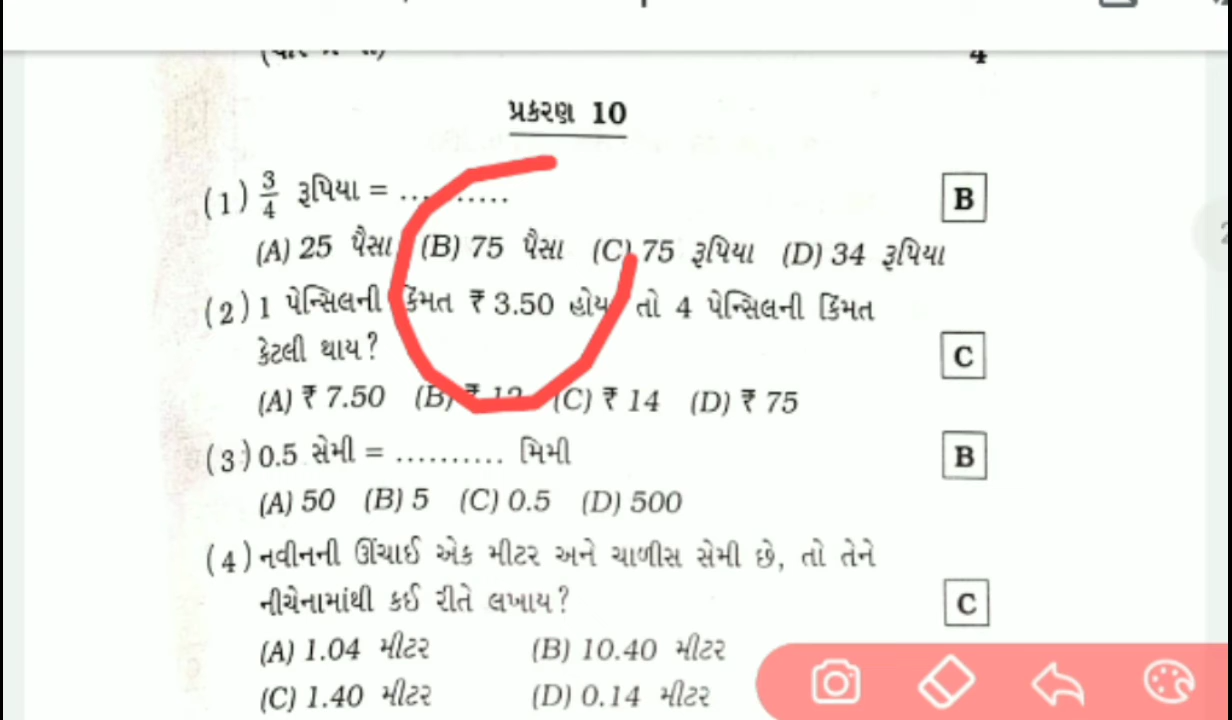 4
પ્રકરણ 10
(1) 3/4 રૂપિયા = .......... B
(A) 25 પૈસા (B) 75 પૈસા (C) 75 રૂપિયા (D) 34 રૂપિયા
(2) 1 પેન્સિલની કિંમત ₹ 3.50 હોય તો 4 પેન્સિલની કિંમત
કેટલી થાય? C
(A) ₹ 7.50 (B) ₹ 12 (C) ₹ 14 (D) ₹ 75
(3) 0.5 સેમી = .......... મિમી B
(A) 50 (B) 5 (C) 0.5 (D) 500
(4) નવીનની ઊંચાઈ એક મીટર અને ચાળીસ સેમી છે, તો તેને
નીચેનામાંથી કઈ રીતે લખાય? C
(A) 1.04 મીટર (B) 10.40 મીટર
(C) 1.40 મીટર (D) 0.14 મીટર